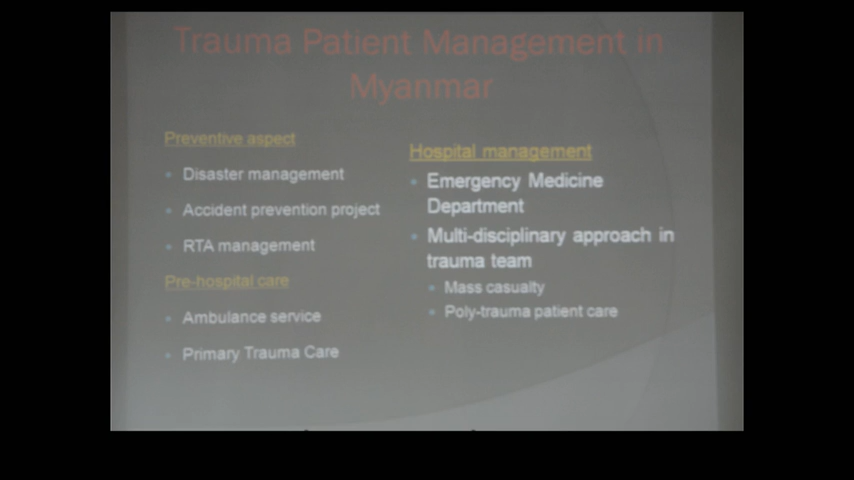 Trauma Patient Management in
Myanmar
Preventive aspect
Disaster management
Accident prevention project
RTA management
Pre-hospital care
Ambulance service
Primary Trauma Care
Hospital management
Emergency Medicine
Department
Multi-disciplinary approach in
trauma team
Mass casualty
Poly-trauma patient care